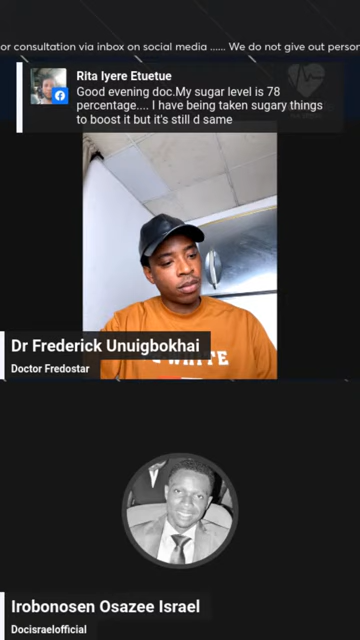 or consultation via inbox on social media ...... We do not give out person
Rita Iyere Etuetue
Good evening doc.My sugar level is 78
percentage.... I have being taken sugary things
to boost it but it's still d same
WHITE
Dr Frederick Unuigbokhai
Doctor Fredostar
Irobonosen Osazee Israel
Docisraelofficial